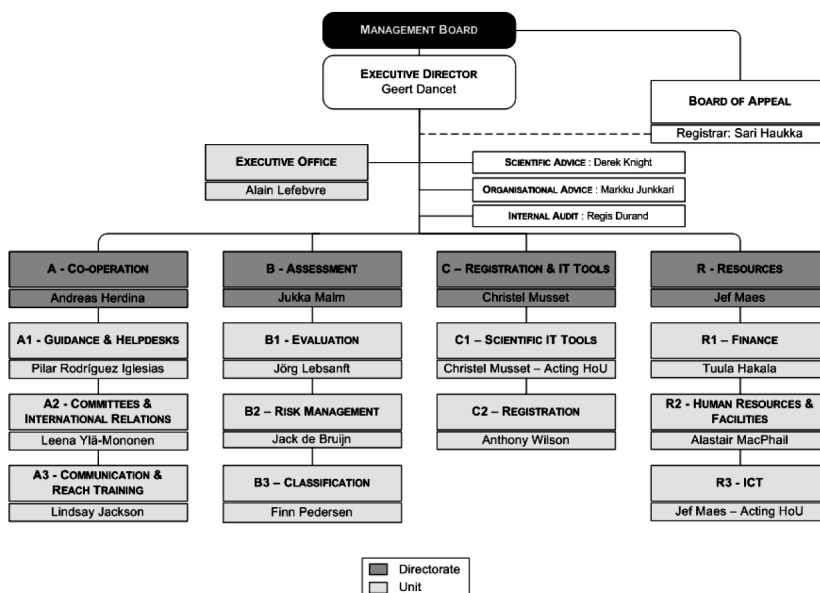 MANAGEMENT BOARD
EXECUTIVE DIRECTOR
Geert Dancet
BOARD OF APPEAL
Registrar: Sari Haukka
EXECUTIVE OFFICE
Alain Lefebvre
SCIENTIFIC ADVICE : Derek Knight
ORGANISATIONAL ADVICE : Markku Junkkari
INTERNAL AUDIT : Regis Durand
A - CO-OPERATION
Andreas Herdina
A1 - GUIDANCE & HELPDESKS
Pilar Rodríguez Iglesias
A2 - COMMITTEES &
INTERNATIONAL RELATIONS
Leena Ylä-Mononen
A3 - COMMUNICATION &
REACH TRAINING
Lindsay Jackson
B - ASSESSMENT
Jukka Malm
B1 - EVALUATION
Jörg Lebsanft
B2 – RISK MANAGEMENT
Jack de Bruijn
B3 – CLASSIFICATION
Finn Pedersen
C – REGISTRATION & IT TOOLS
Christel Musset
C1 – SCIENTIFIC IT TOOLS
Christel Musset – Acting HoU
C2 – REGISTRATION
Anthony Wilson
R - RESOURCES
Jef Maes
R1 – FINANCE
Tuula Hakala
R2 - HUMAN RESOURCES &
FACILITIES
Alastair MacPhail
R3 - ICT
Jef Maes – Acting HoU
Directorate
Unit